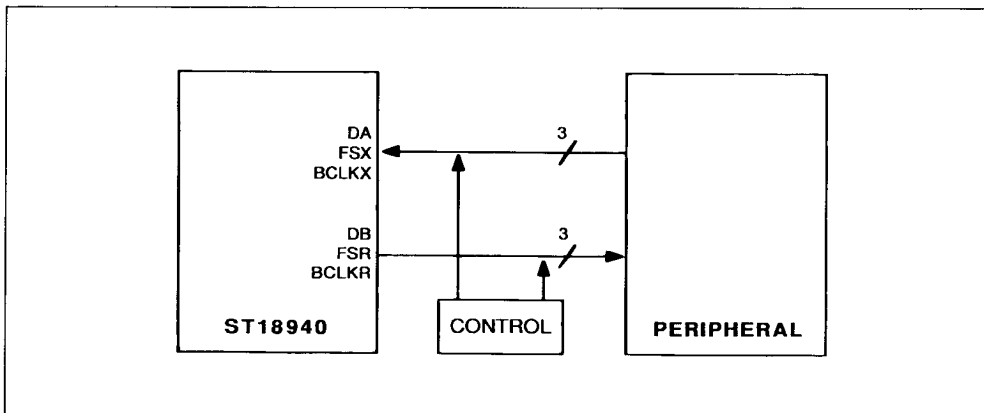 DA
FSX
BCLKX
3
DB
FSR
BCLKR
3
ST18940
CONTROL
PERIPHERAL